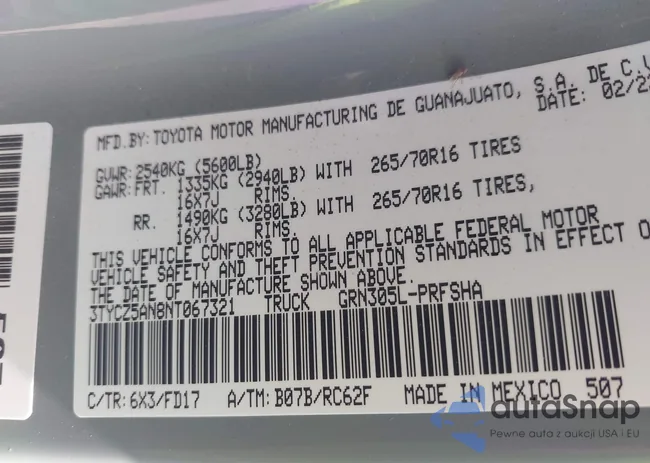 MFD.BY: TOYOTA MOTOR MANUFACTURING DE GUANAJUATO, S.A. DE C.V
DATE: 02/22
GVWR: 2540KG (5600LB)
GAWR: FRT. 1335KG (2940LB) WITH 265/70R16 TIRES
16X7J RIMS.
RR. 1490KG (3280LB) WITH 265/70R16 TIRES,
16X7J RIMS.
THIS VEHICLE CONFORMS TO ALL APPLICABLE FEDERAL MOTOR
VEHICLE SAFETY AND THEFT PREVENTION STANDARDS IN EFFECT O
THE DATE OF MANUFACTURE SHOWN ABOVE.
3TYCZ5AN8NT067321 TRUCK GRN305L-PRFSHA
C/TR: 6X3/FD17 A/TM: B07B/RC62F MADE IN MEXICO 507
autoSnap
Pewne auta z aukcji USA i EU